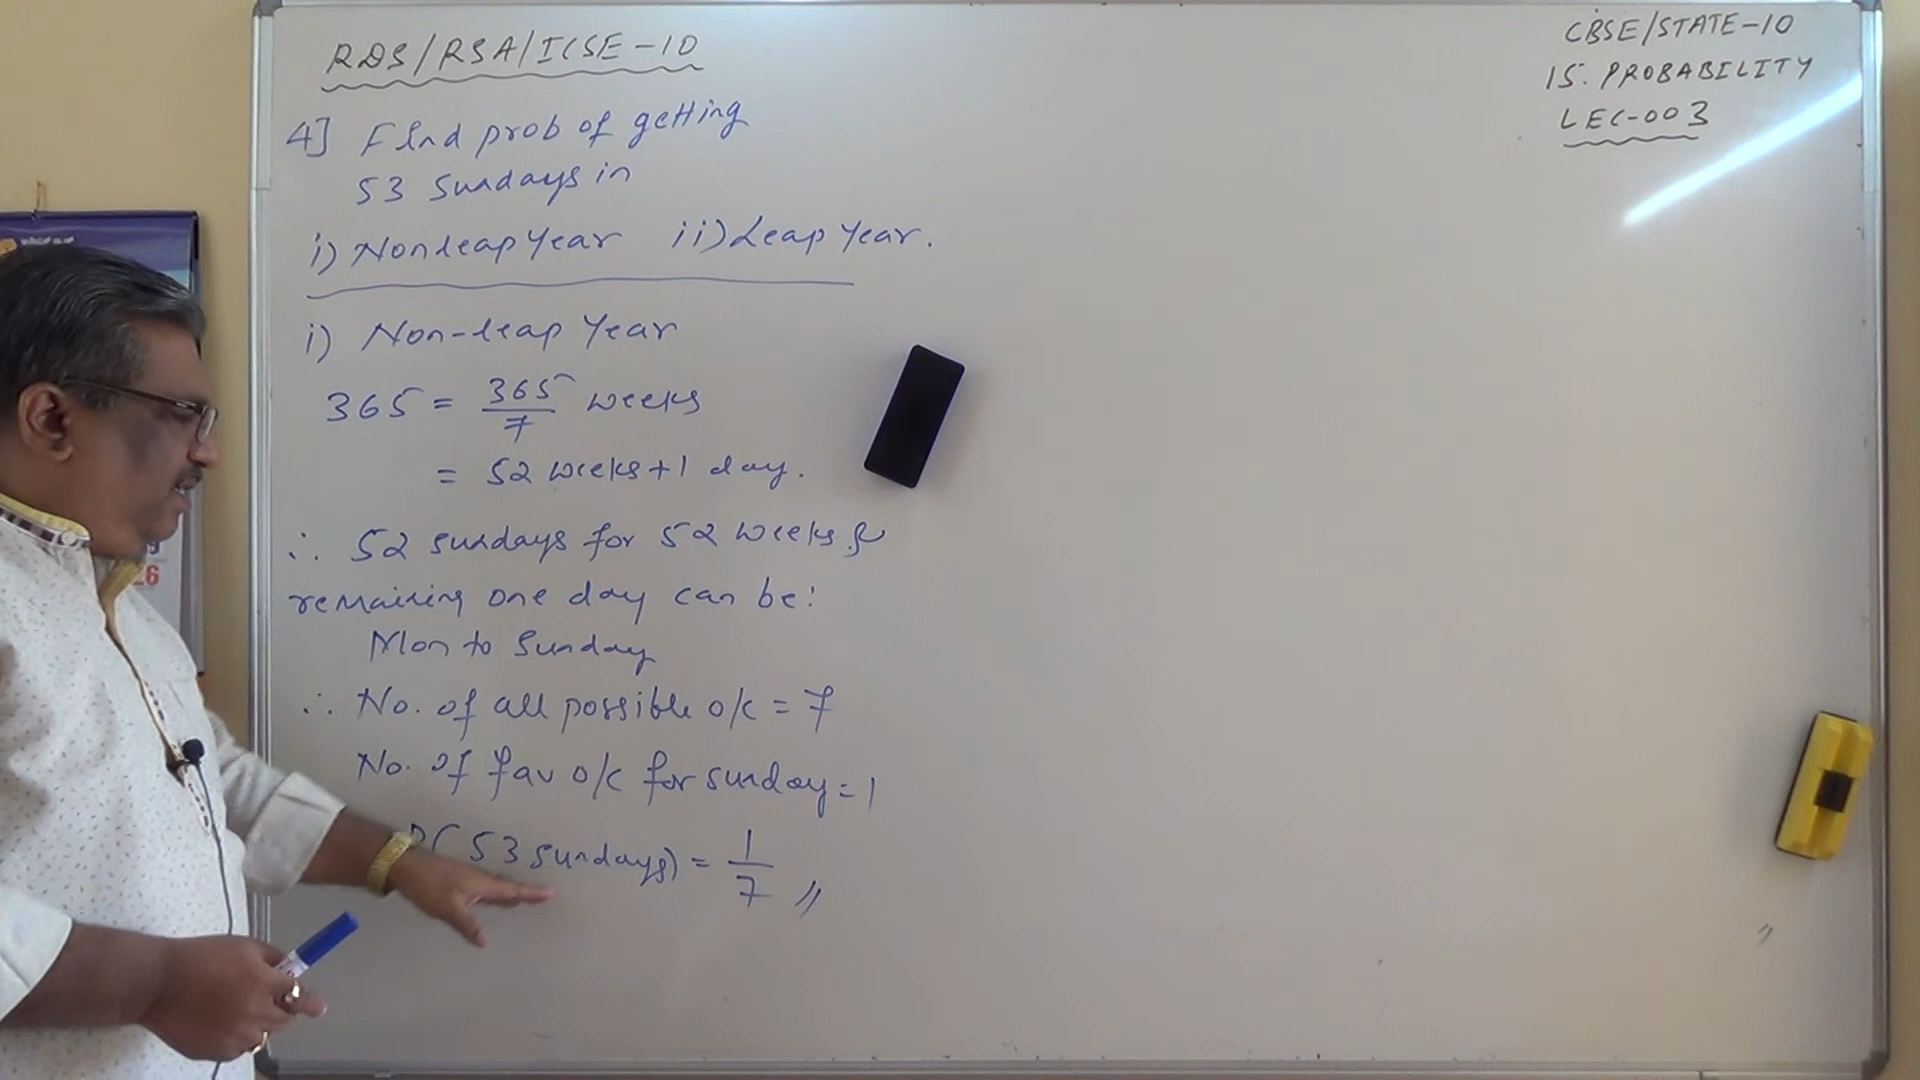 RDS/RSA/ICSE-10
4] Find prob of getting
53 Sundays in
i) Nonleap Year ii) Leap Year.
i) Non-leap Year
365 = 365/7 weeks
= 52 weeks + 1 day.
∴ 52 sundays for 52 weeks &
remaining one day can be:
Mon to Sunday
∴ No. of all possible o/c = 7
No. of fav o/c for sunday = 1
P(53 sundays) = 1/7 //
CBSE/STATE-10
15. PROBABILITY
LEC-003
26